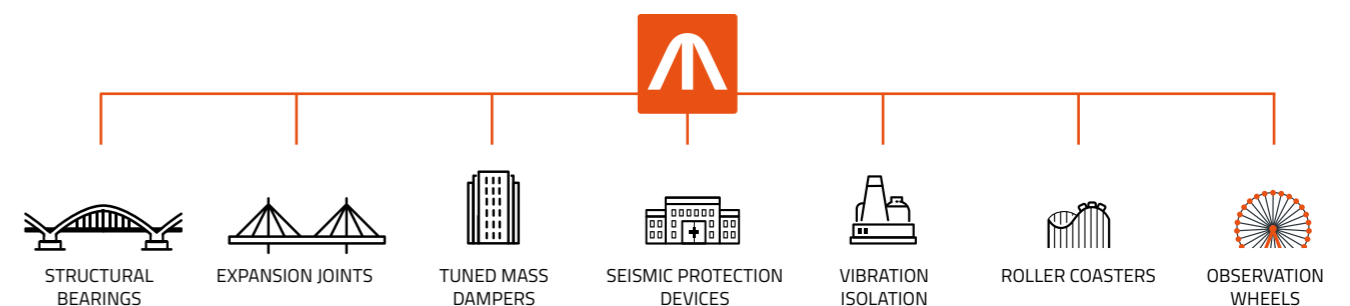 STRUCTURAL
BEARINGS
EXPANSION JOINTS
TUNED MASS
DAMPERS
SEISMIC PROTECTION
DEVICES
VIBRATION
ISOLATION
ROLLER COASTERS
OBSERVATION
WHEELS